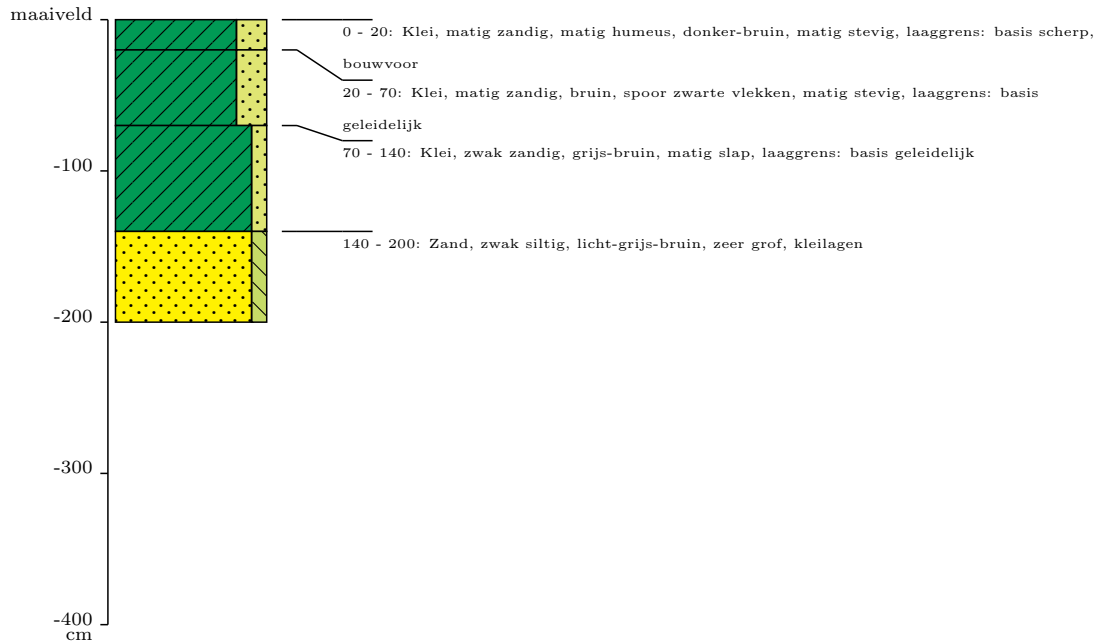 maaiveld
0 - 20: Klei, matig zandig, matig humeus, donker-bruin, matig stevig, laaggrens: basis scherp,
bouwvoor
20 - 70: Klei, matig zandig, bruin, spoor zwarte vlekken, matig stevig, laaggrens: basis
geleidelijk
70 - 140: Klei, zwak zandig, grijs-bruin, matig slap, laaggrens: basis geleidelijk
-100
140 - 200: Zand, zwak siltig, licht-grijs-bruin, zeer grof, kleilagen
-200
-300
-400
cm